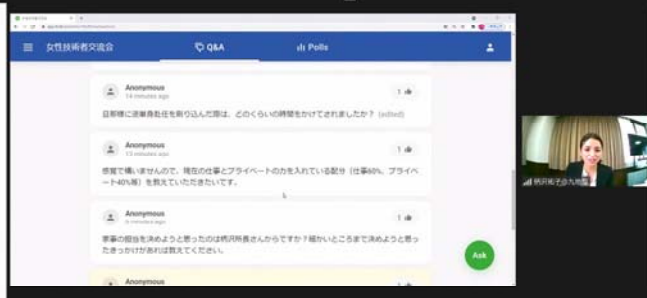 女性技術者交流会
Q&A
Polls
Anonymous
14 minutes ago
1
旦那様に逆単身赴任を刷り込んだ際は、どのくらいの時間をかけてされましたか? (edited)
Anonymous
13 minutes ago
1
感覚で構いませんので、現在の仕事とプライベートの力を入れている配分(仕事60%、プライベ
ート40%等)を教えていただきたいです。
Anonymous
minutes ago
1
家事の担当を決めようと思ったのは柄沢所長さんからですか?細かいところまで決めようと思っ
たきっかけがあれば教えてください。
Ask
Anonymous